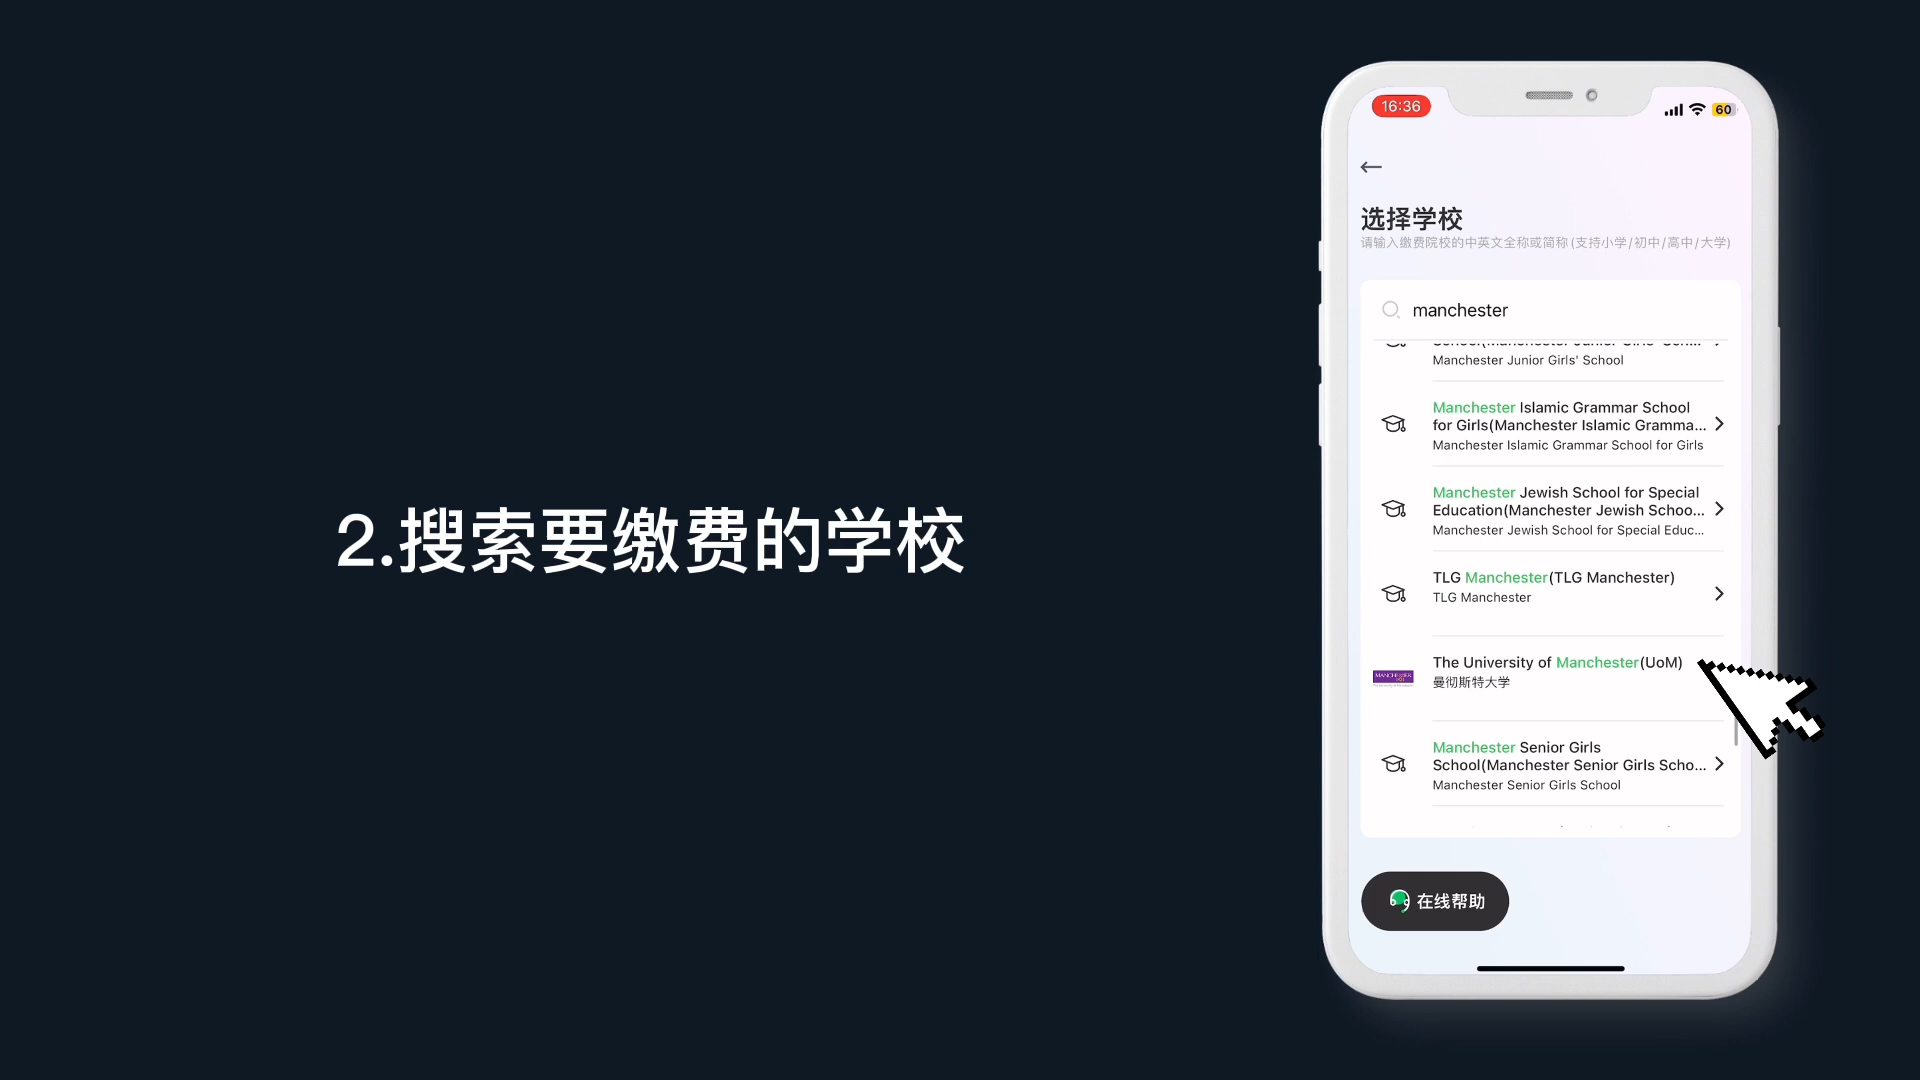 2.搜索要缴费的学校
16:36
60
选择学校
请输入缴费院校的中英文全称或简称(支持小学/初中/高中/大学)
manchester
Manchester Junior Girls' School
Manchester Islamic Grammar School
for Girls(Manchester Islamic Gramma...
Manchester Islamic Grammar School for Girls
Manchester Jewish School for Special
Education(Manchester Jewish Schoo...
Manchester Jewish School for Special Educ...
TLG Manchester(TLG Manchester)
TLG Manchester
The University of Manchester(UoM)
曼彻斯特大学
MANCHESTER
Manchester Senior Girls
School(Manchester Senior Girls Scho...
Manchester Senior Girls School
在线帮助